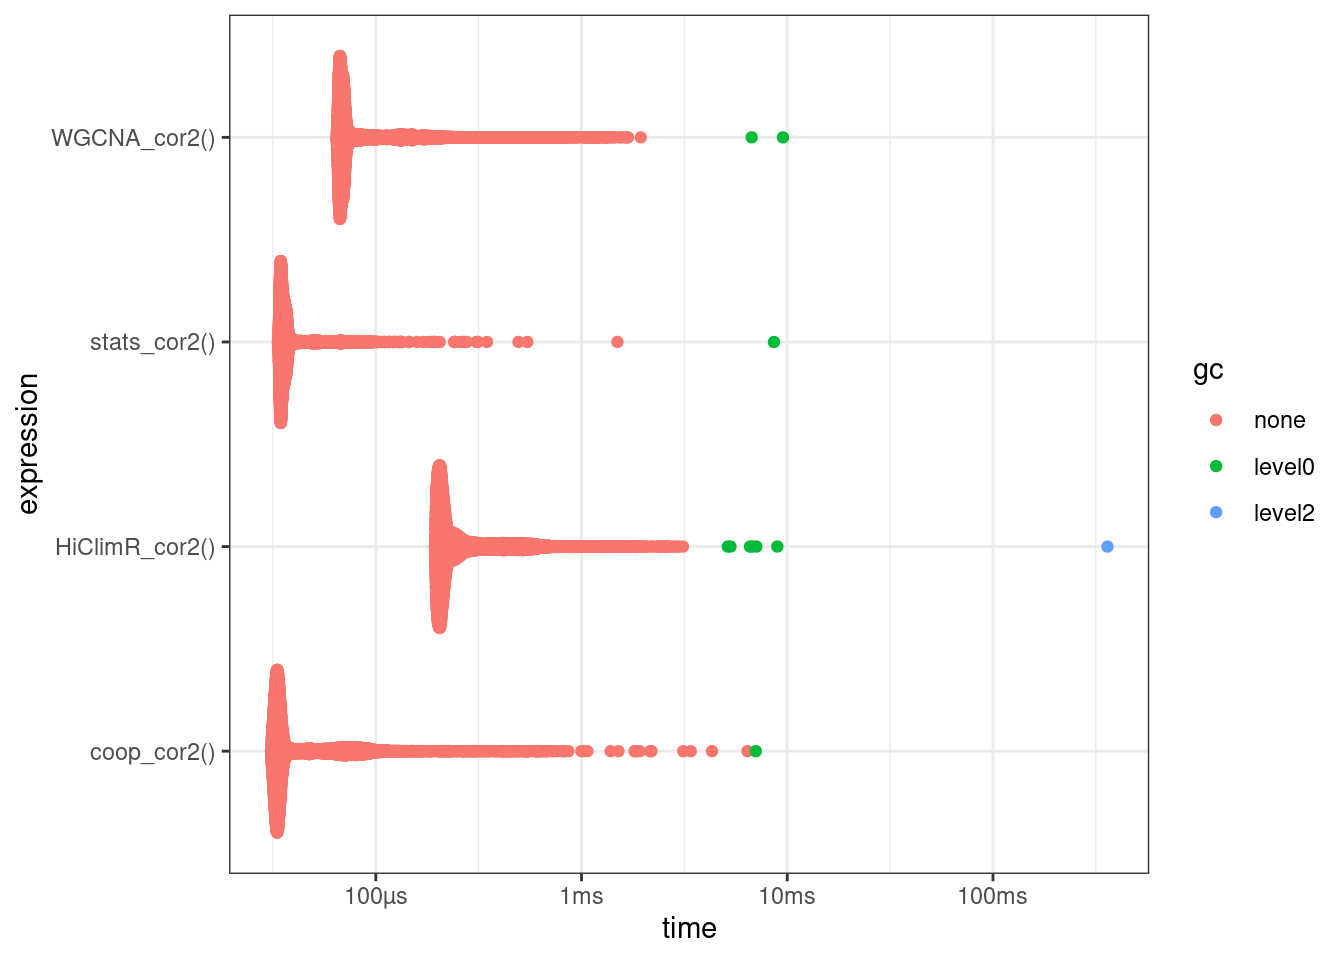 WGCNA_cor2()
stats_cor2()
HiClimR_cor2()
coop_cor2()
expression
100µs
1ms
10ms
100ms
time
gc
none
level0
level2